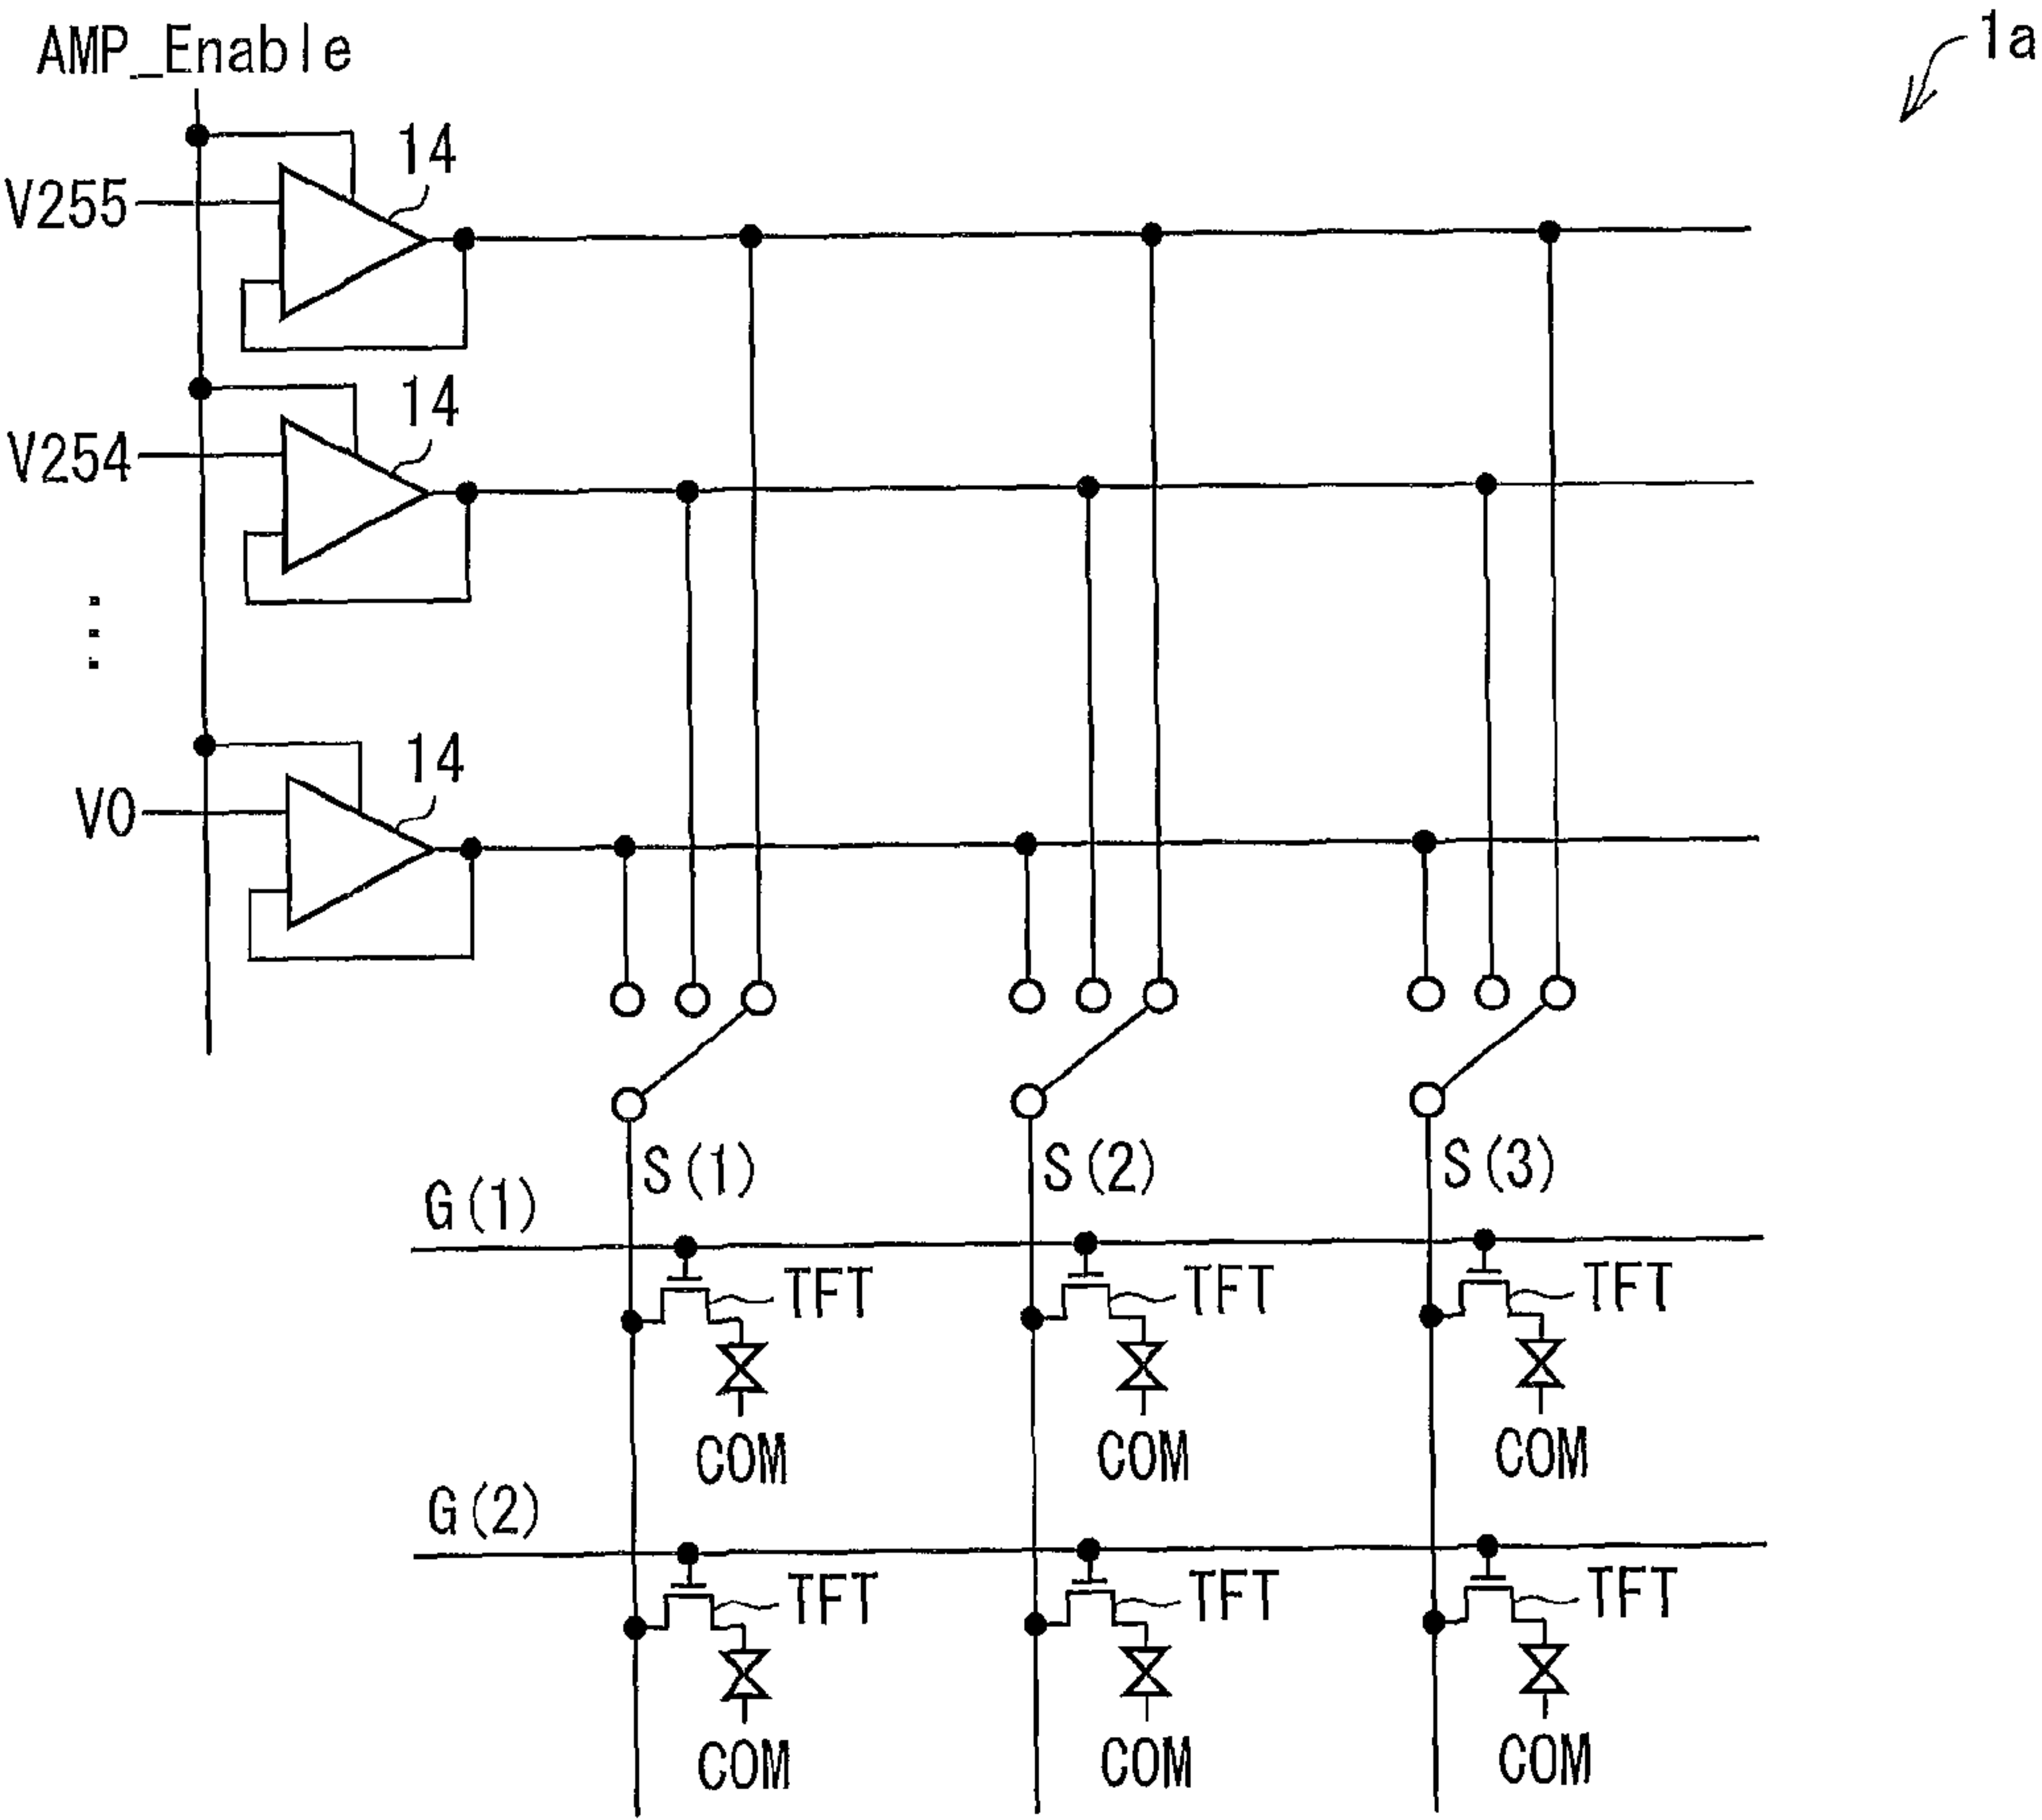 AMP_Enable
1a
14
V255
14
V254
14
V0
S(1)
S(2)
S(3)
G(1)
TFT
TFT
TFT
COM
COM
COM
G(2)
TFT
TFT
TFT
COM
COM
COM